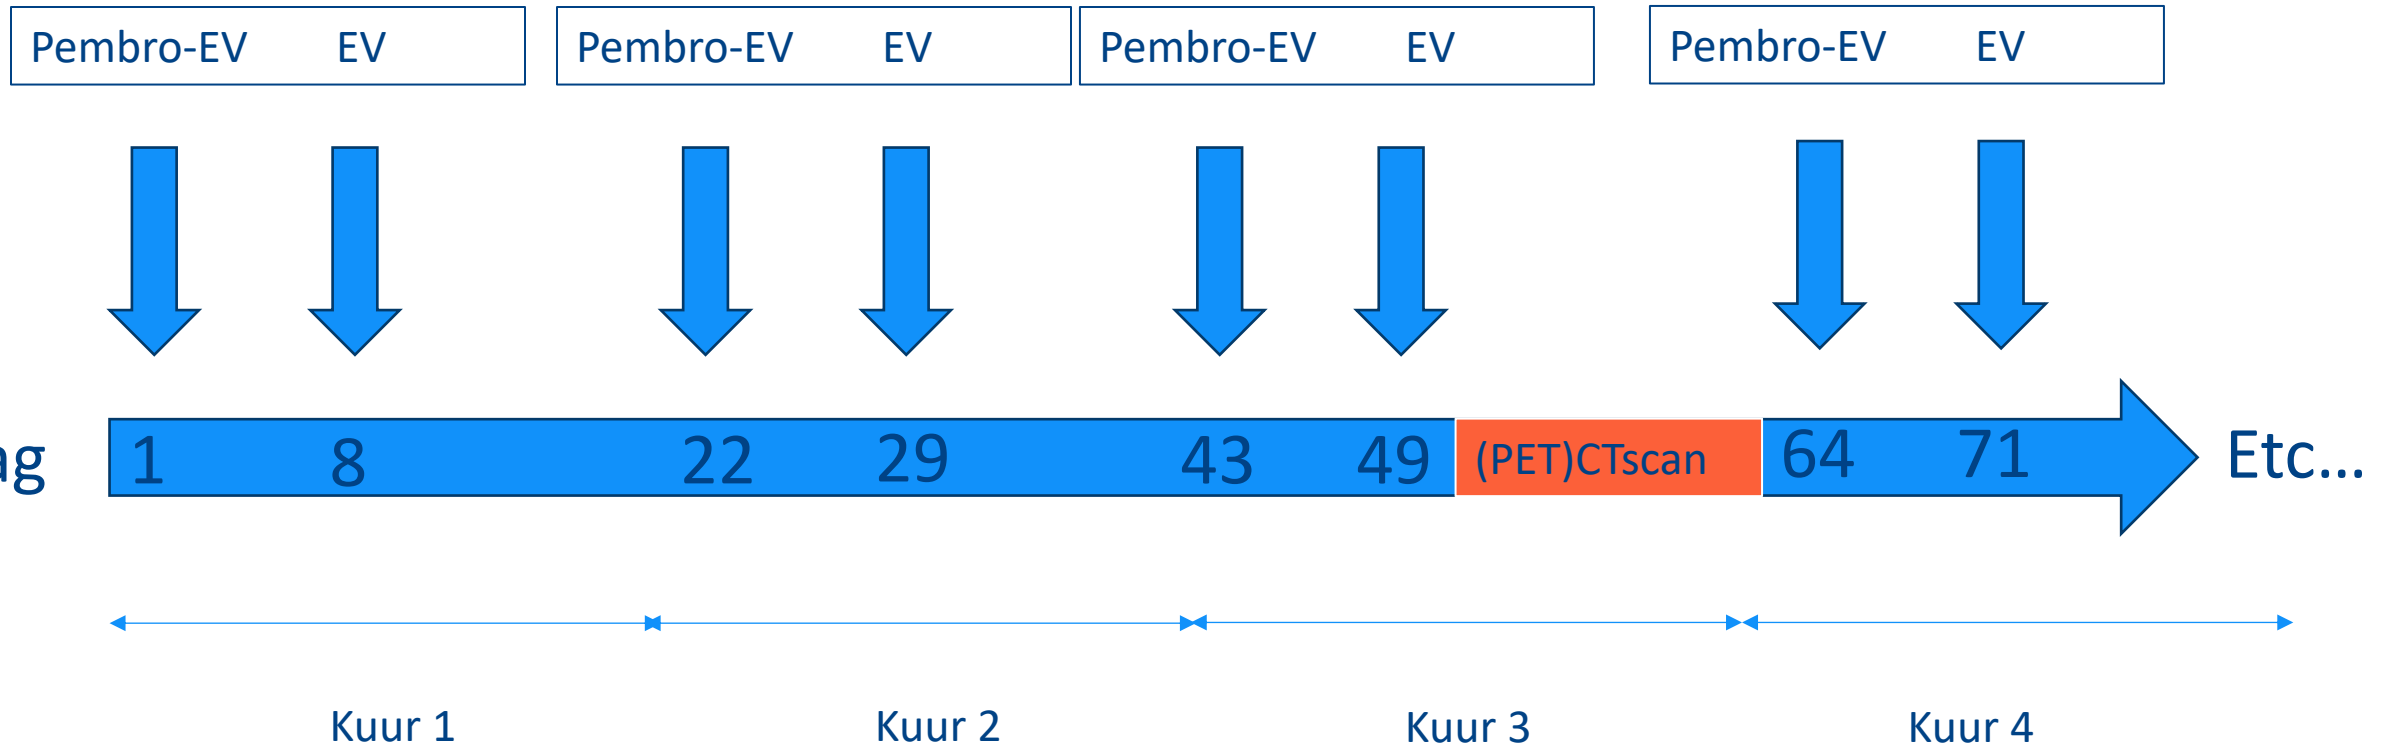 Pembro-EV EV
Pembro-EV EV
Pembro-EV EV
Pembro-EV EV
1 8 22 29 43 49 (PET)CTscan 64 71 Etc...
Kuur 1 Kuur 2 Kuur 3 Kuur 4